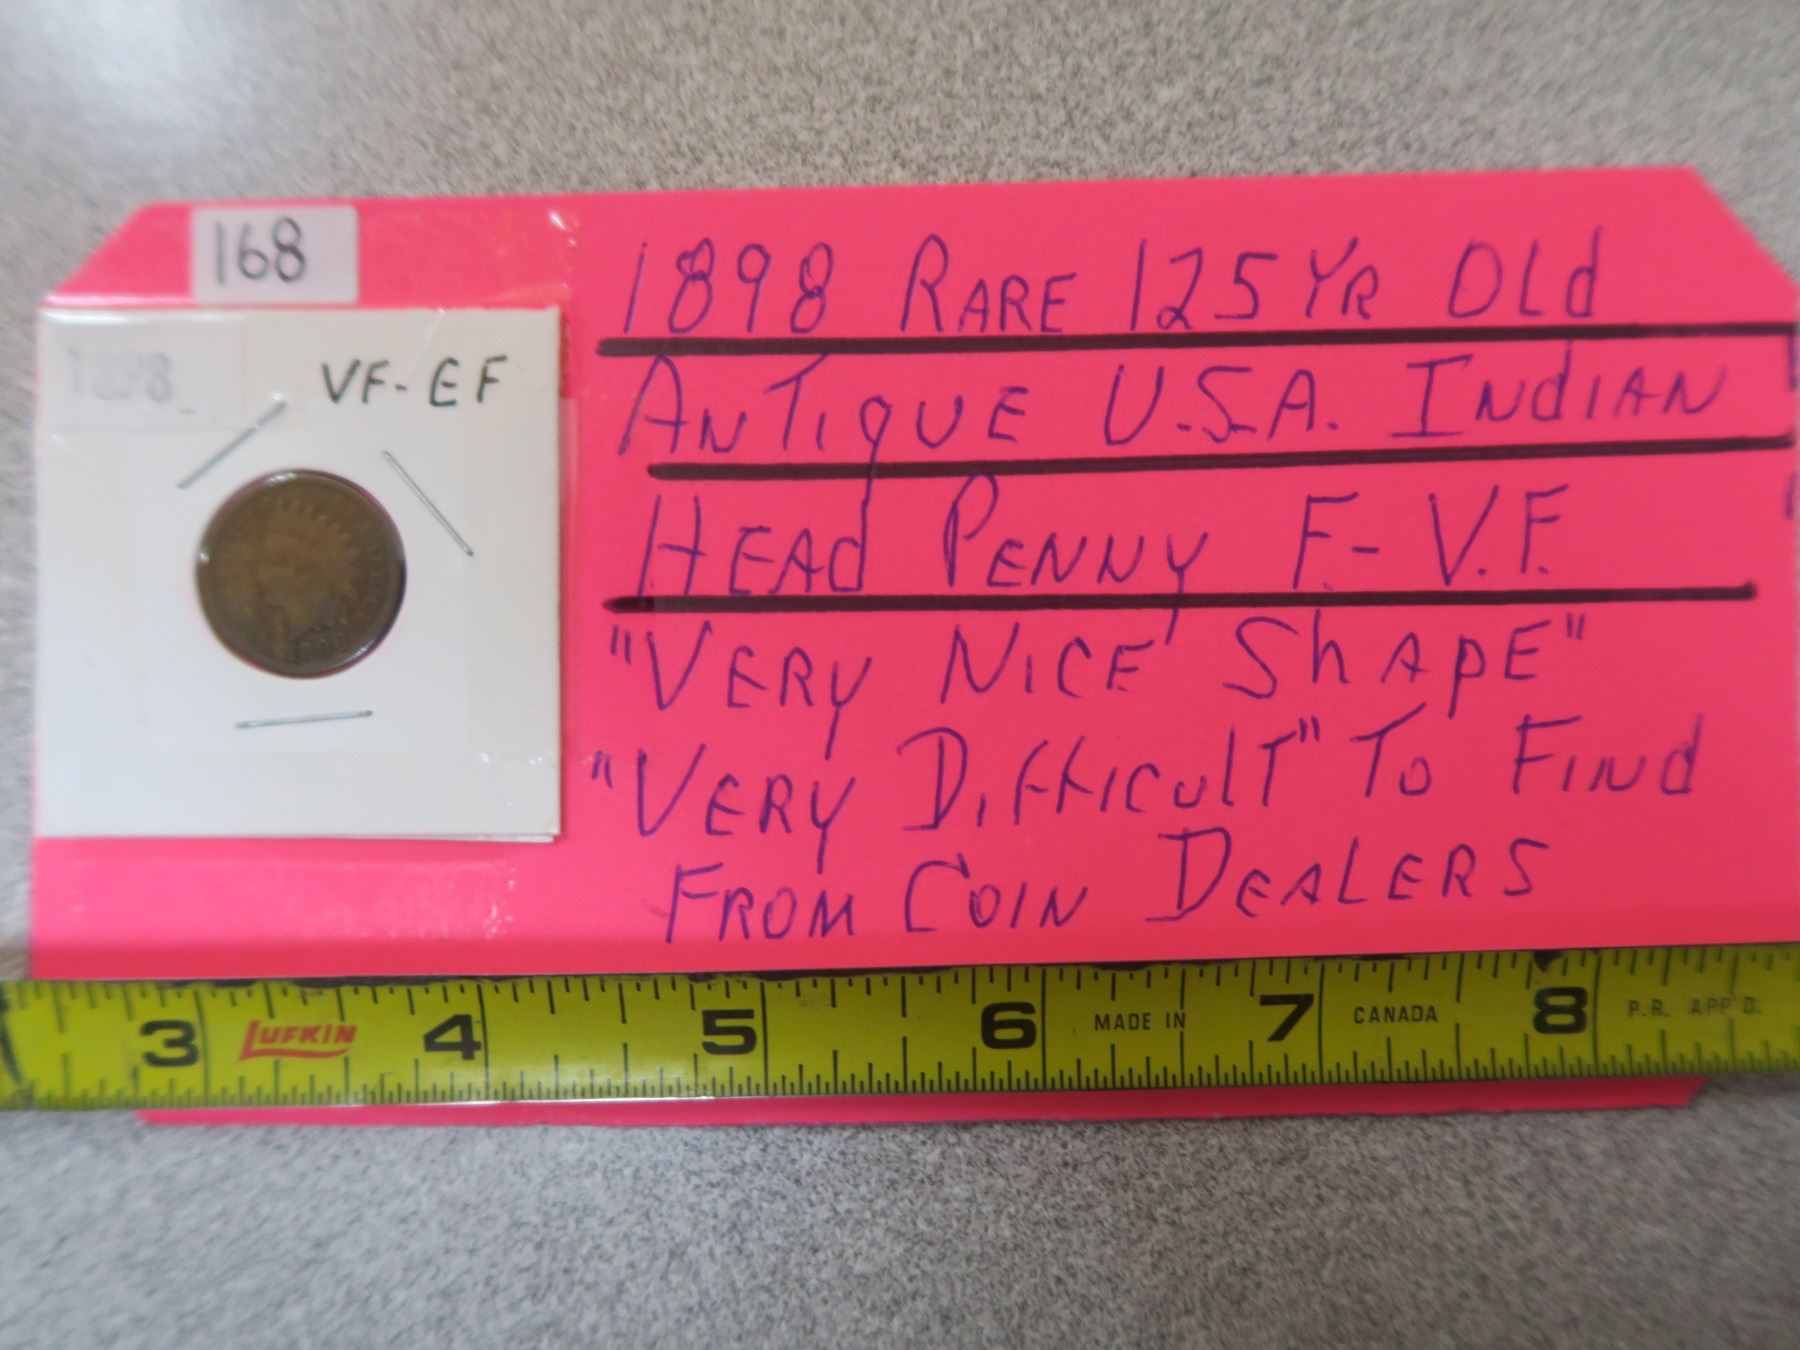 168
1898
VF-EF
1898 RARE 125 YR OLd
ANTIQUE U.S.A. INdIAN
HEAd PENNY F.-V.F.
"VERY NICE ShApE"
"VERY DiffIculT" To FINd
FROM COIN DEALERS
3 LUFKIN 4 5 6 MADE IN 7 CANADA 8 P.R. APP'D.